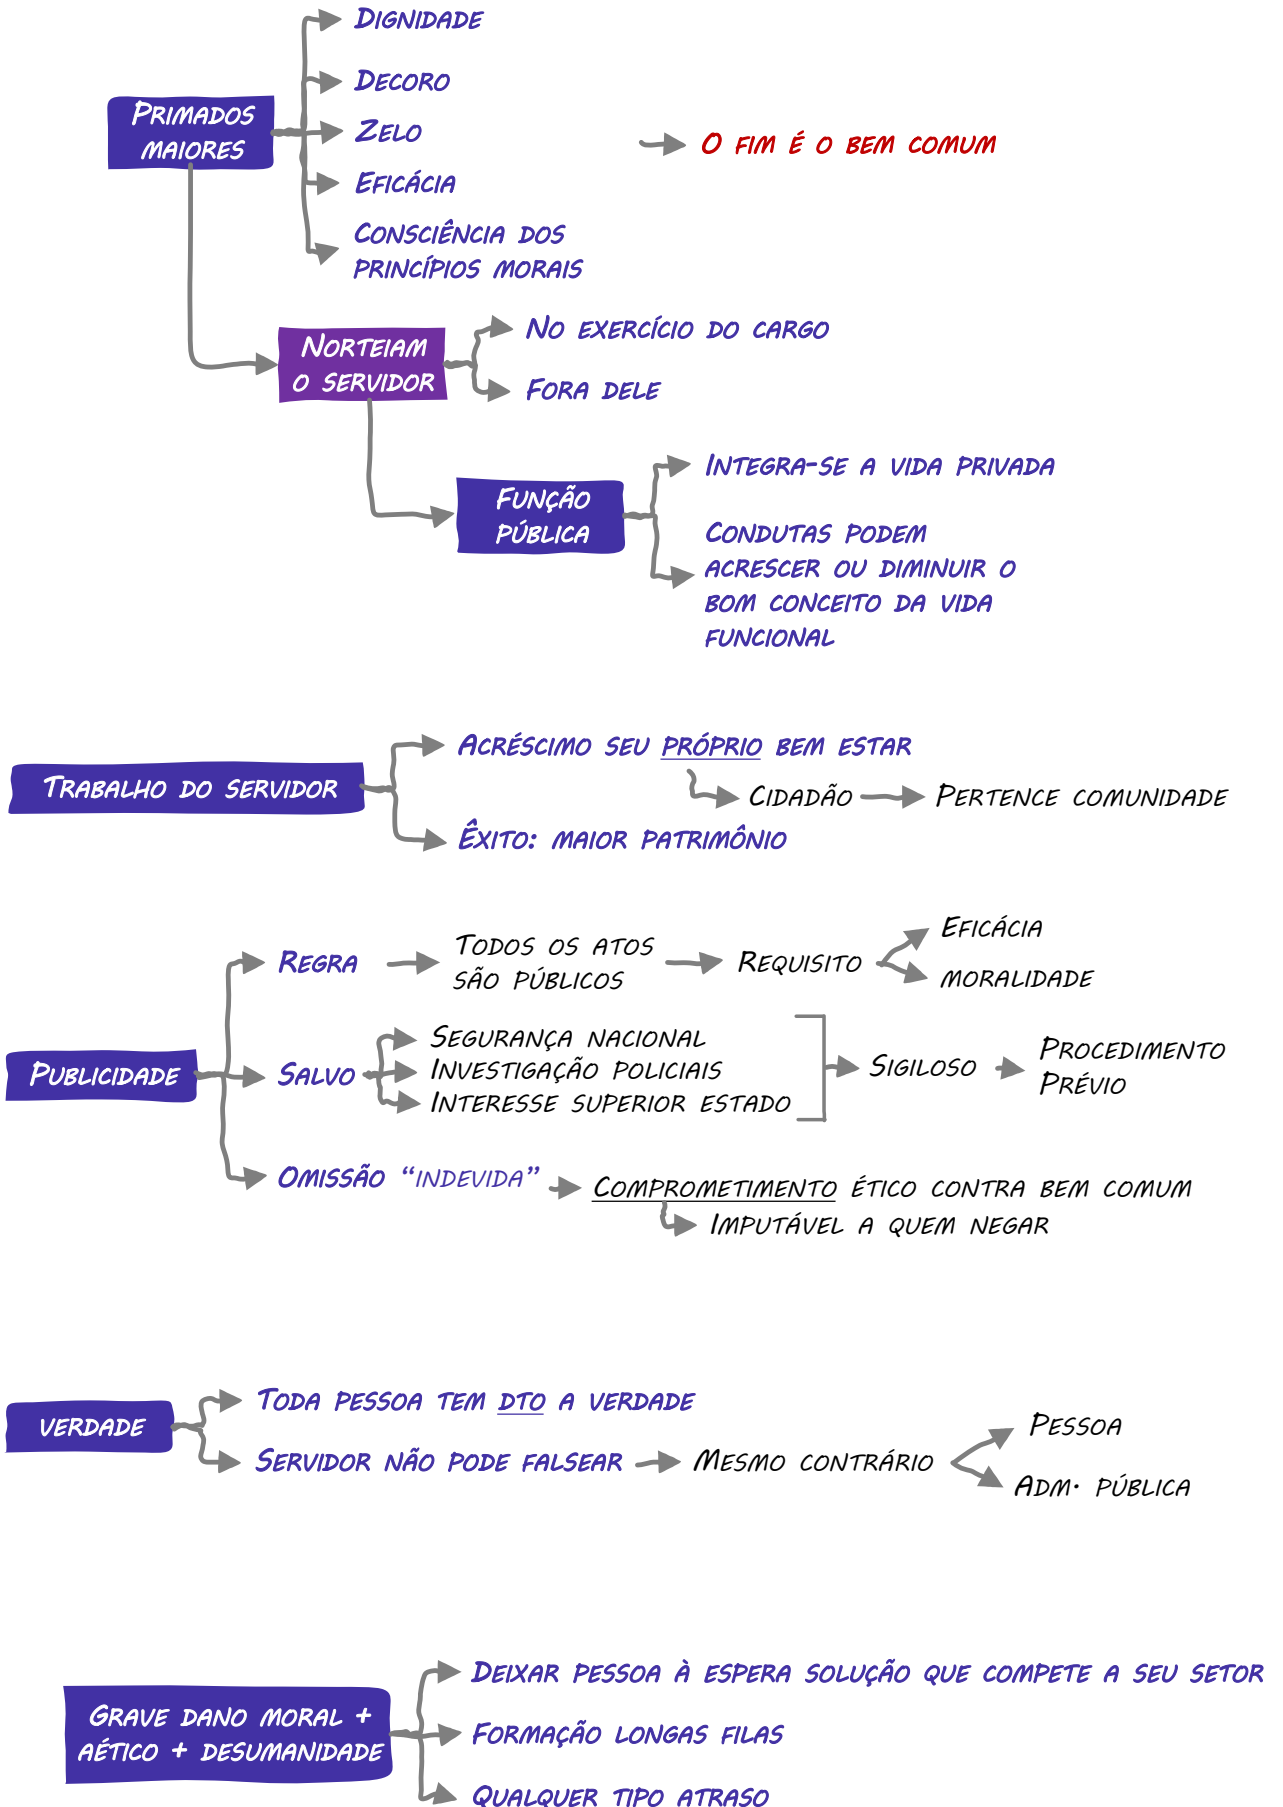 Dignidade
Decoro
Primados
maiores
Zelo
O fim é o bem comum
Eficácia
Consciência dos
princípios morais
Norteiam
o servidor
No exercício do cargo
Fora dele
Função
pública
Integra-se a vida privada
Condutas podem
acrescer ou diminuir o
bom conceito da vida
funcional
Trabalho do servidor
Acréscimo seu próprio bem estar
Cidadão
Pertence comunidade
Êxito: maior patrimônio
Publicidade
Regra
Todos os atos
são públicos
Requisito
Eficácia
moralidade
Salvo
Segurança nacional
Investigação policiais
Interesse superior estado
Sigiloso
Procedimento
Prévio
Omissão “indevida”
Comprometimento ético contra bem comum
Imputável a quem negar
verdade
Toda pessoa tem dto a verdade
Servidor não pode falsear
Mesmo contrário
Pessoa
Adm. pública
Grave dano moral +
aético + desumanidade
Deixar pessoa à espera solução que compete a seu setor
Formação longas filas
Qualquer tipo atraso